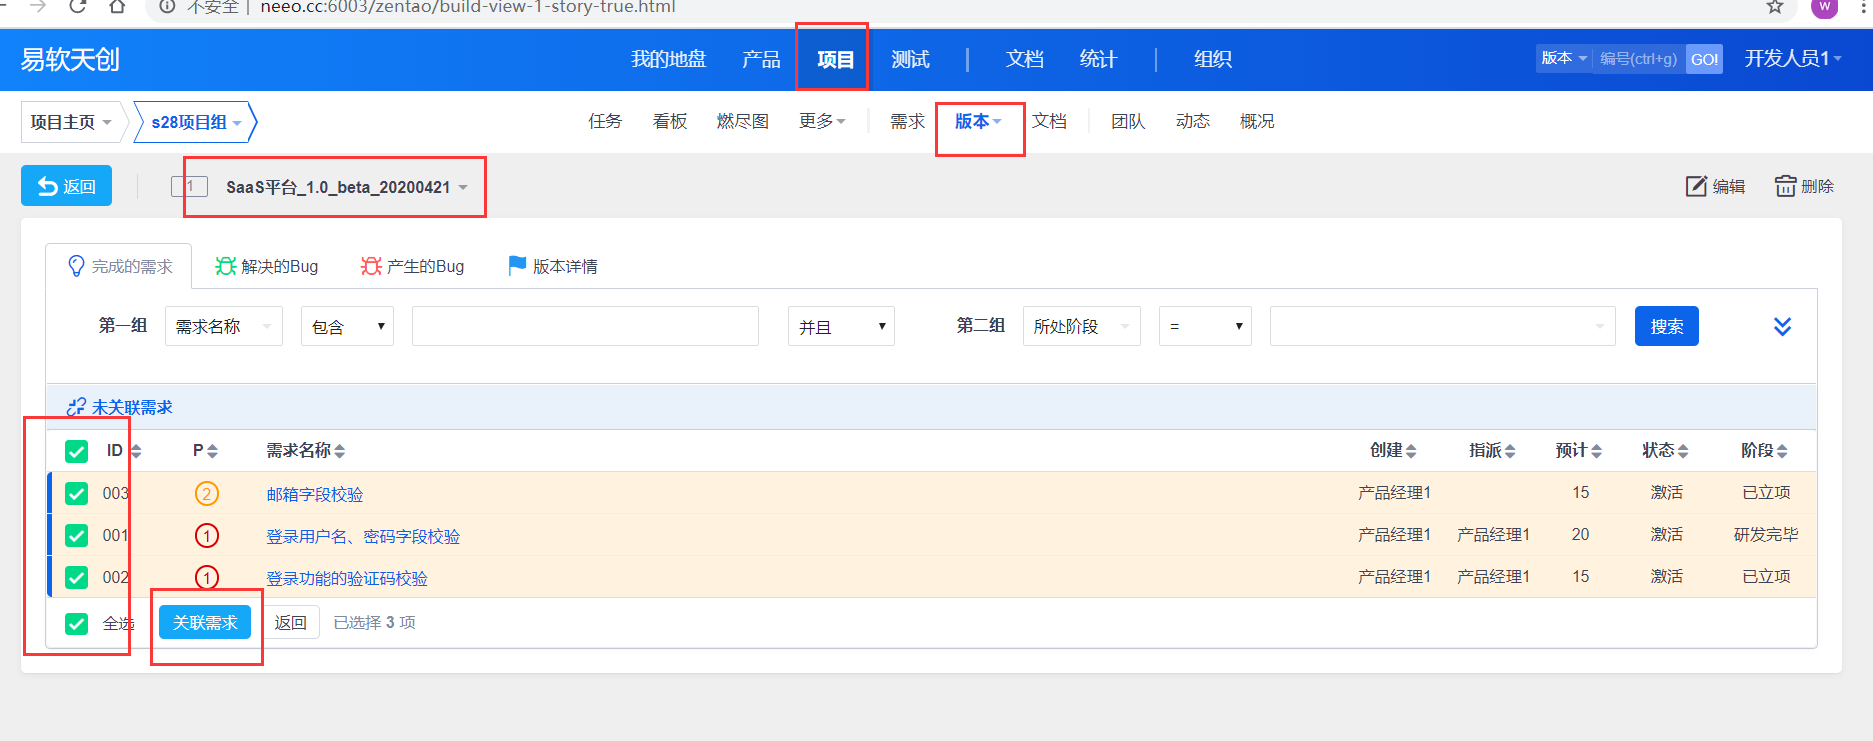 不安全 | neeo.cc:6003/zentao/build-view-1-story-true.html
W
易软天创 我的地盘 产品 项目 测试 | 文档 统计 | 组织 版本 编号(ctrl+g) GO! 开发人员1
项目主页 s28项目组 任务 看板 燃尽图 更多 需求 版本 文档 团队 动态 概况
返回 1 SaaS平台_1.0_beta_20200421 编辑 删除
完成的需求 解决的Bug 产生的Bug 版本详情
第一组 需求名称 包含 并且 第二组 所处阶段 = 搜索
未关联需求
ID P 需求名称 创建 指派 预计 状态 阶段
003 2 邮箱字段校验 产品经理1 15 激活 已立项
001 1 登录用户名、密码字段校验 产品经理1 产品经理1 20 激活 研发完毕
002 1 登录功能的验证码校验 产品经理1 产品经理1 15 激活 已立项
全选 关联需求 返回 已选择 3 项